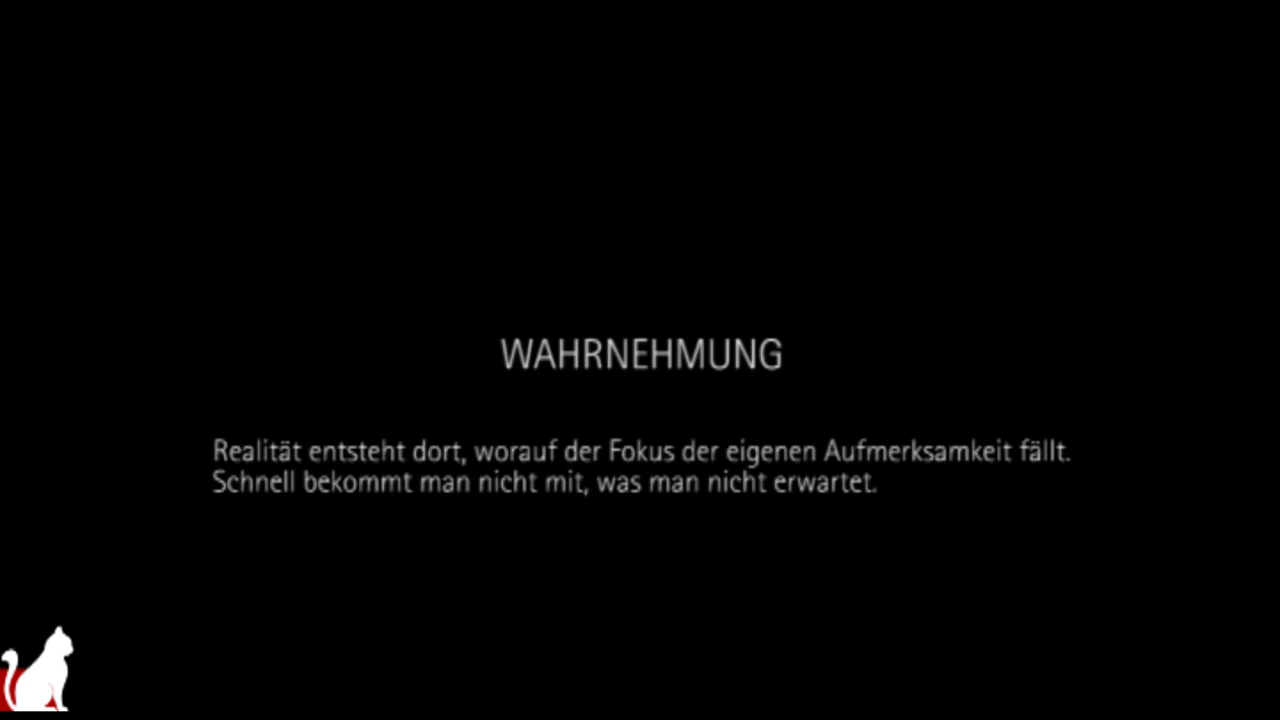 WAHRNEHMUNG
Realität entsteht dort, worauf der Fokus der eigenen Aufmerksamkeit fällt.
Schnell bekommt man nicht mit, was man nicht erwartet.